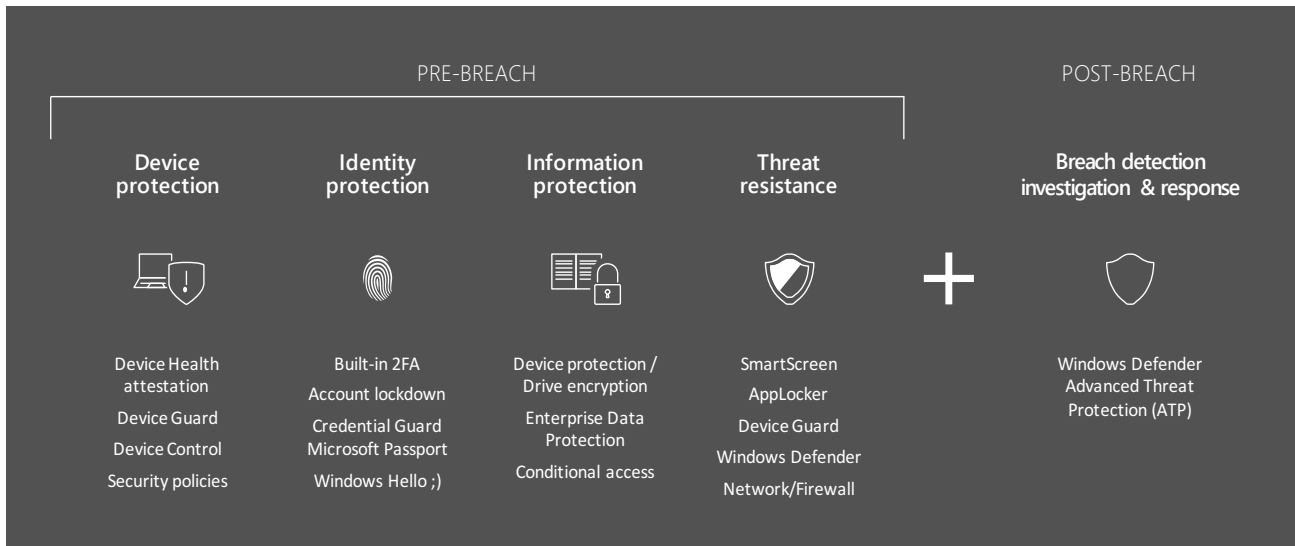 PRE-BREACH
POST-BREACH
Device
protection
Identity
protection
Information
protection
Threat
resistance
Breach detection
investigation & response
Device Health
attestation
Device Guard
Device Control
Security policies
Built-in 2FA
Account lockdown
Credential Guard
Microsoft Passport
Windows Hello ;)
Device protection /
Drive encryption
Enterprise Data
Protection
Conditional access
SmartScreen
AppLocker
Device Guard
Windows Defender
Network/Firewall
Windows Defender
Advanced Threat
Protection (ATP)